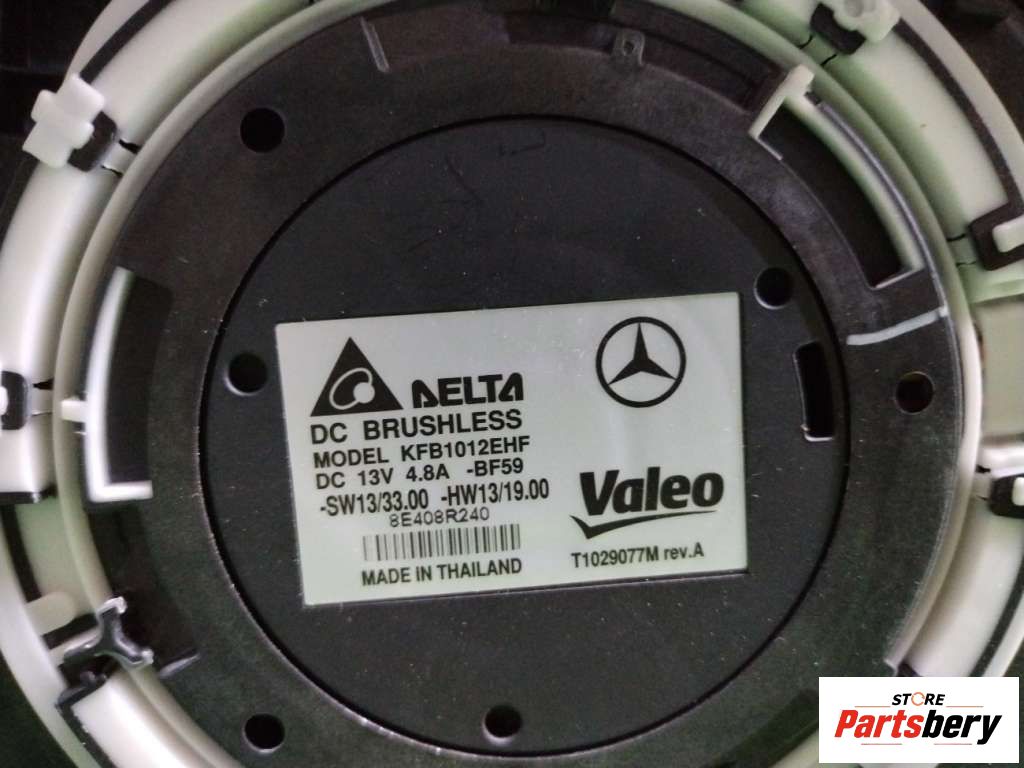 DELTA
DC BRUSHLESS
MODEL KFB1012EHF
DC 13V 4.8A -BF59
-SW13/33.00 -HW13/19.00
8E408R240
MADE IN THAILAND
Valeo
T1029077M rev.A
STORE
Partsbery